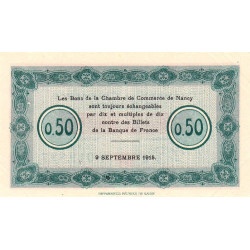 Les Bons de la Chambre de Commerce de Nancy
sont toujours échangeables
par dix et multiples de dix
contre des Billets
de la Banque de France
0.50
0.50
9 SEPTEMBRE 1915.